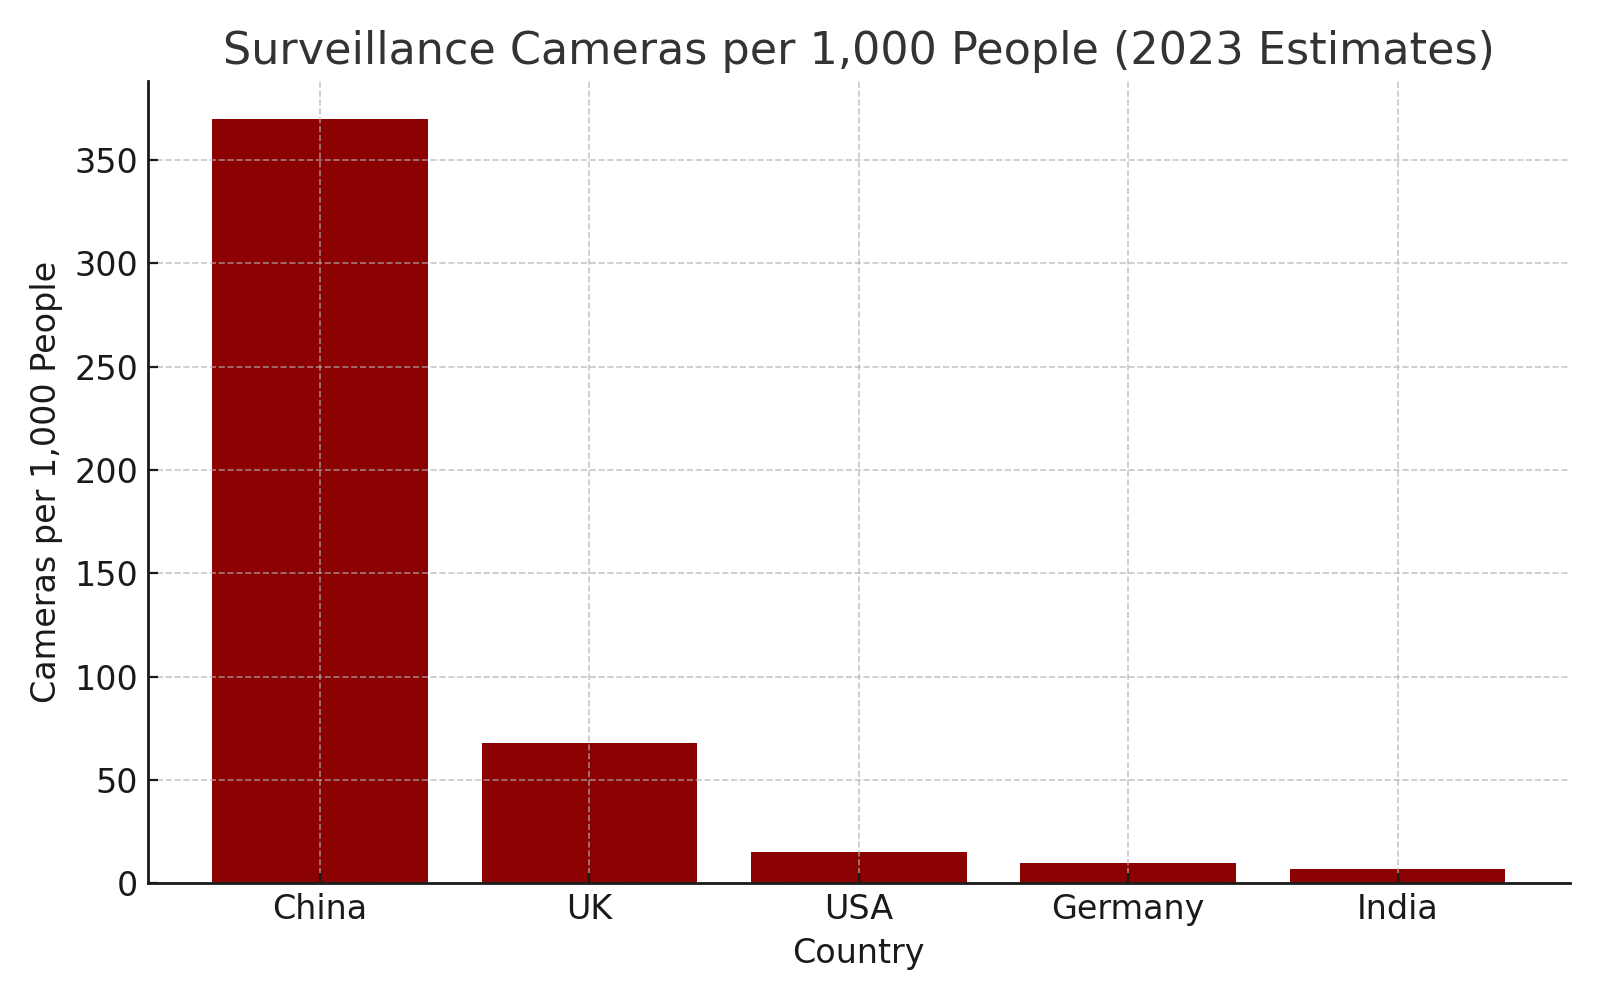 Surveillance Cameras per 1,000 People (2023 Estimates)
Cameras per 1,000 People
350
300
250
200
150
100
50
0
China UK USA Germany India
Country